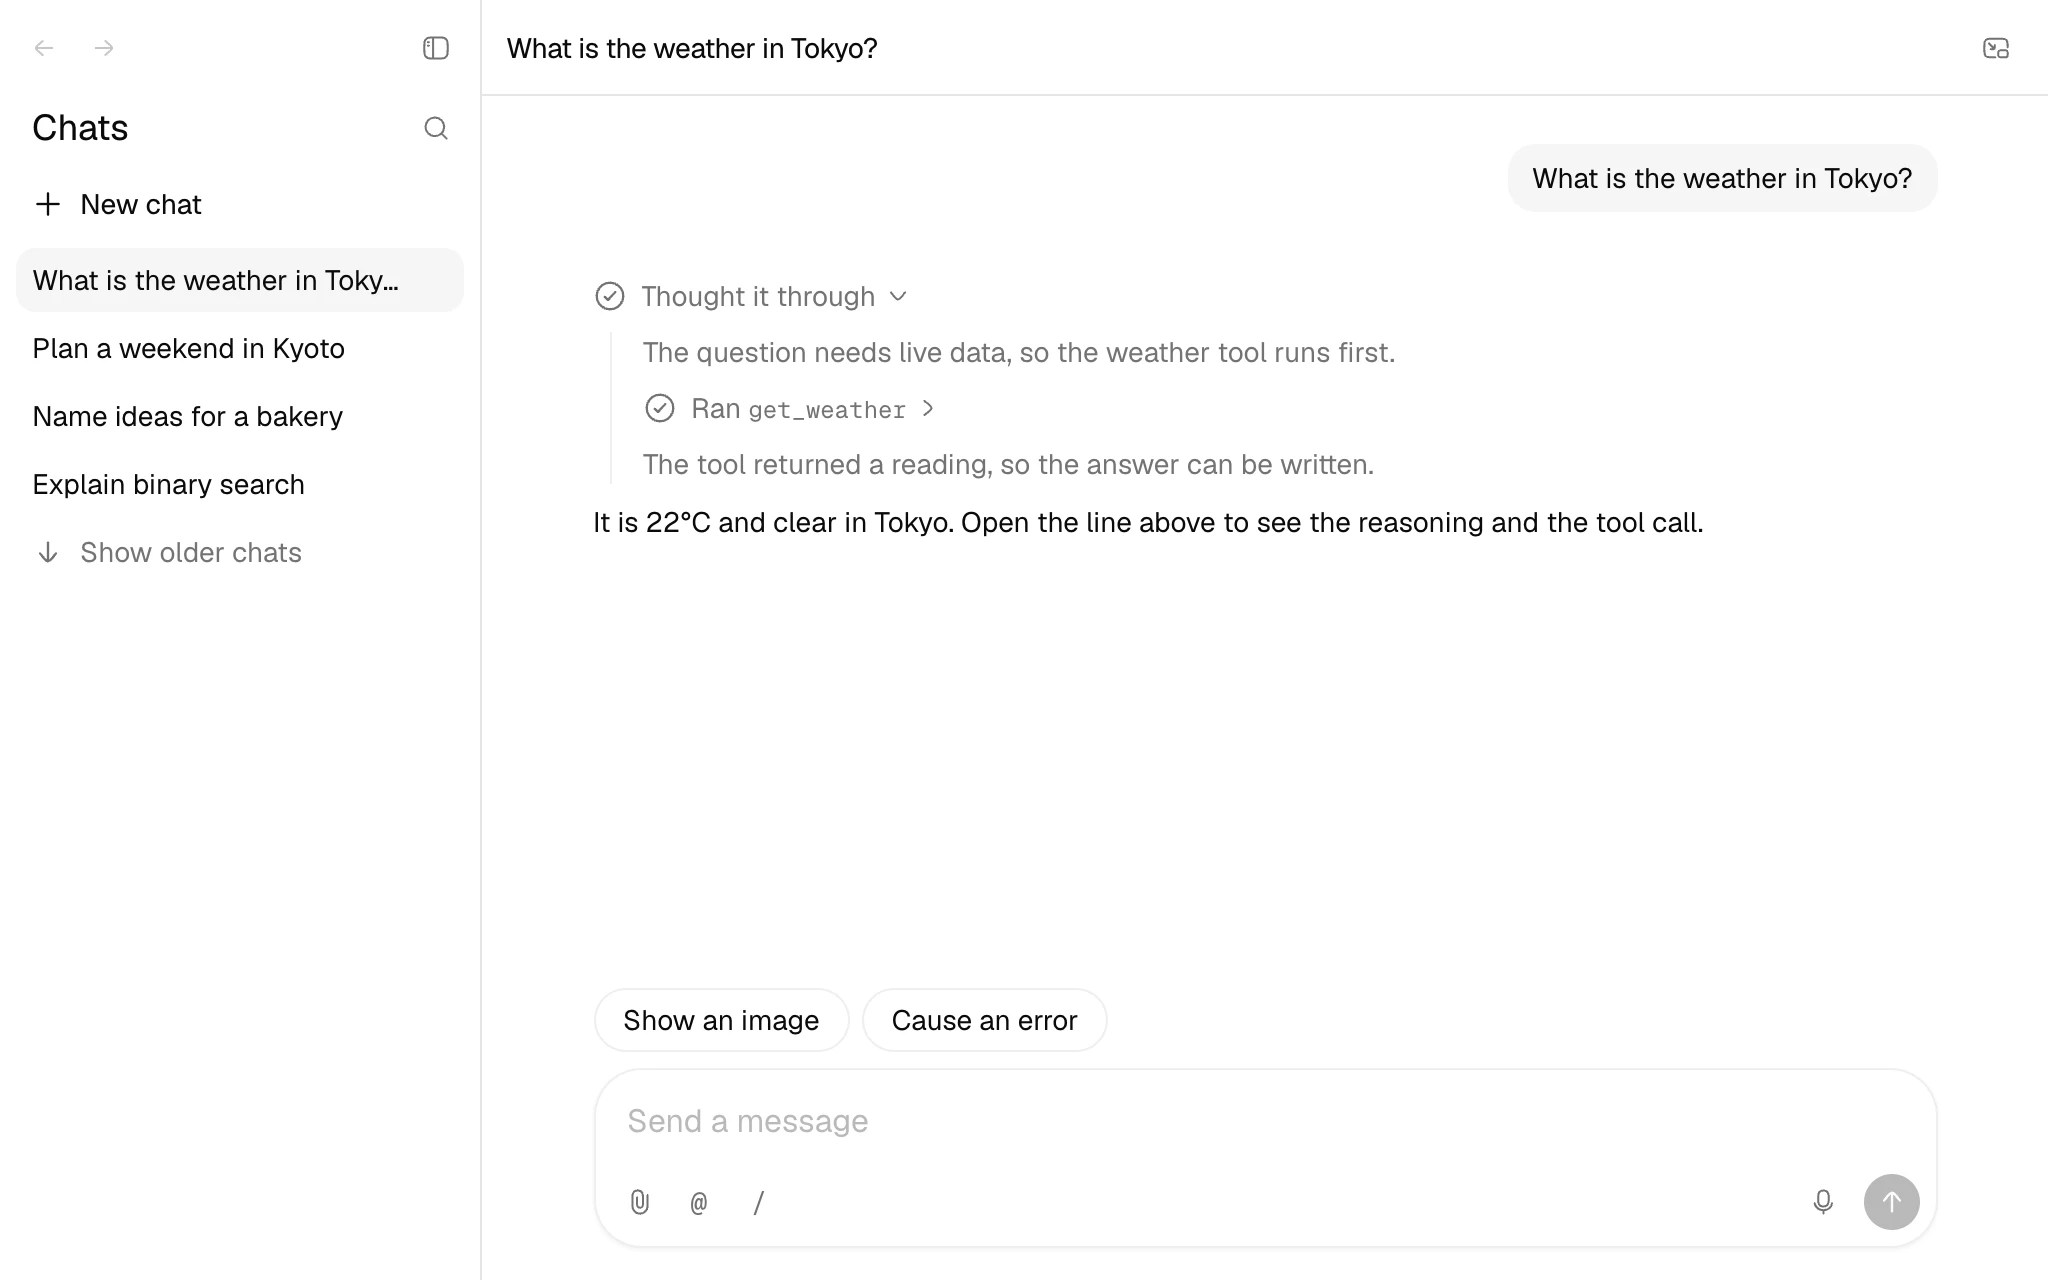 Chats
New chat
What is the weather in Toky...
Plan a weekend in Kyoto
Name ideas for a bakery
Explain binary search
Show older chats
What is the weather in Tokyo?
What is the weather in Tokyo?
Thought it through
The question needs live data, so the weather tool runs first.
Ran get_weather
The tool returned a reading, so the answer can be written.
It is 22°C and clear in Tokyo. Open the line above to see the reasoning and the tool call.
Show an image
Cause an error
Send a message
@ /